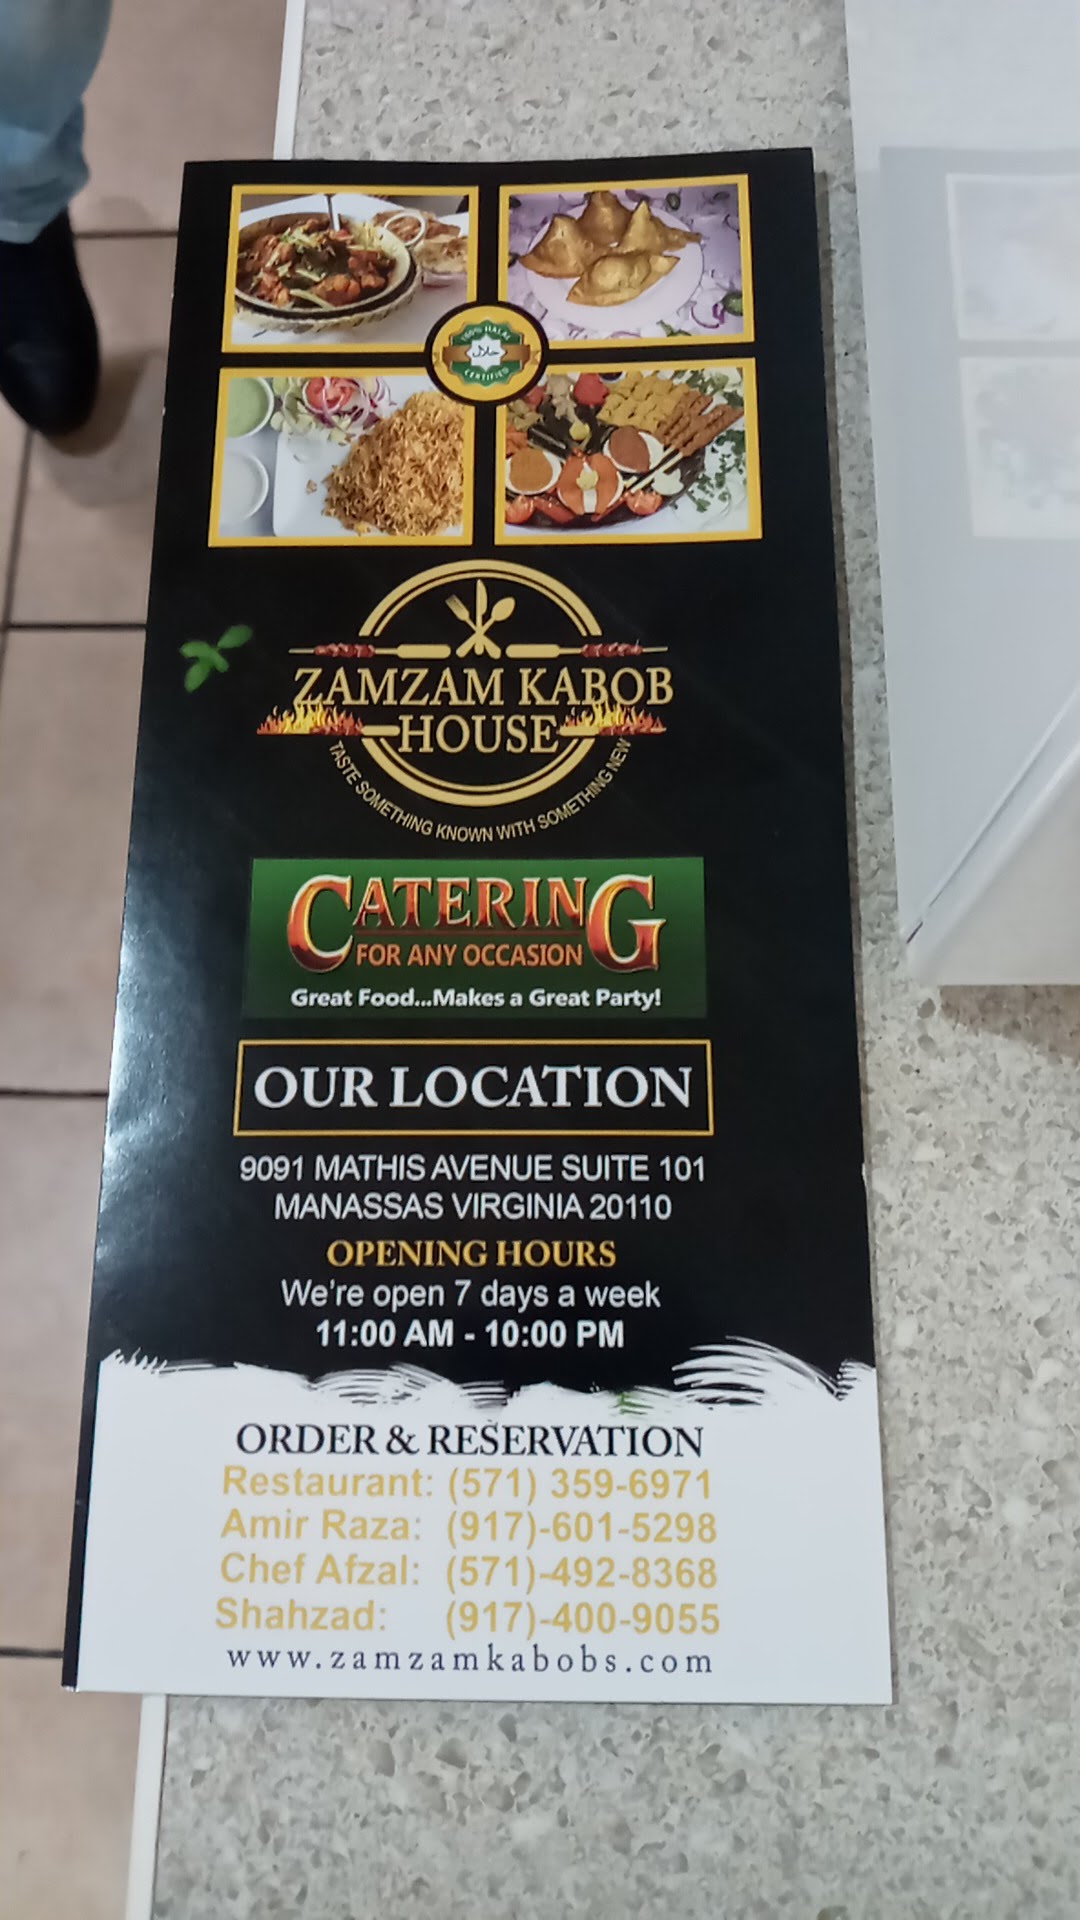 100% HALAL
حلال
CERTIFIED
ZAMZAM KABOB
HOUSE
TASTE SOMETHING KNOWN WITH SOMETHING NEW
CATERING
FOR ANY OCCASION
Great Food...Makes a Great Party!
OUR LOCATION
9091 MATHIS AVENUE SUITE 101
MANASSAS VIRGINIA 20110
OPENING HOURS
We're open 7 days a week
11:00 AM - 10:00 PM
ORDER & RESERVATION
Restaurant: (571) 359-6971
Amir Raza: (917)-601-5298
Chef Afzal: (571)-492-8368
Shahzad: (917)-400-9055
www.zamzamkabobs.com